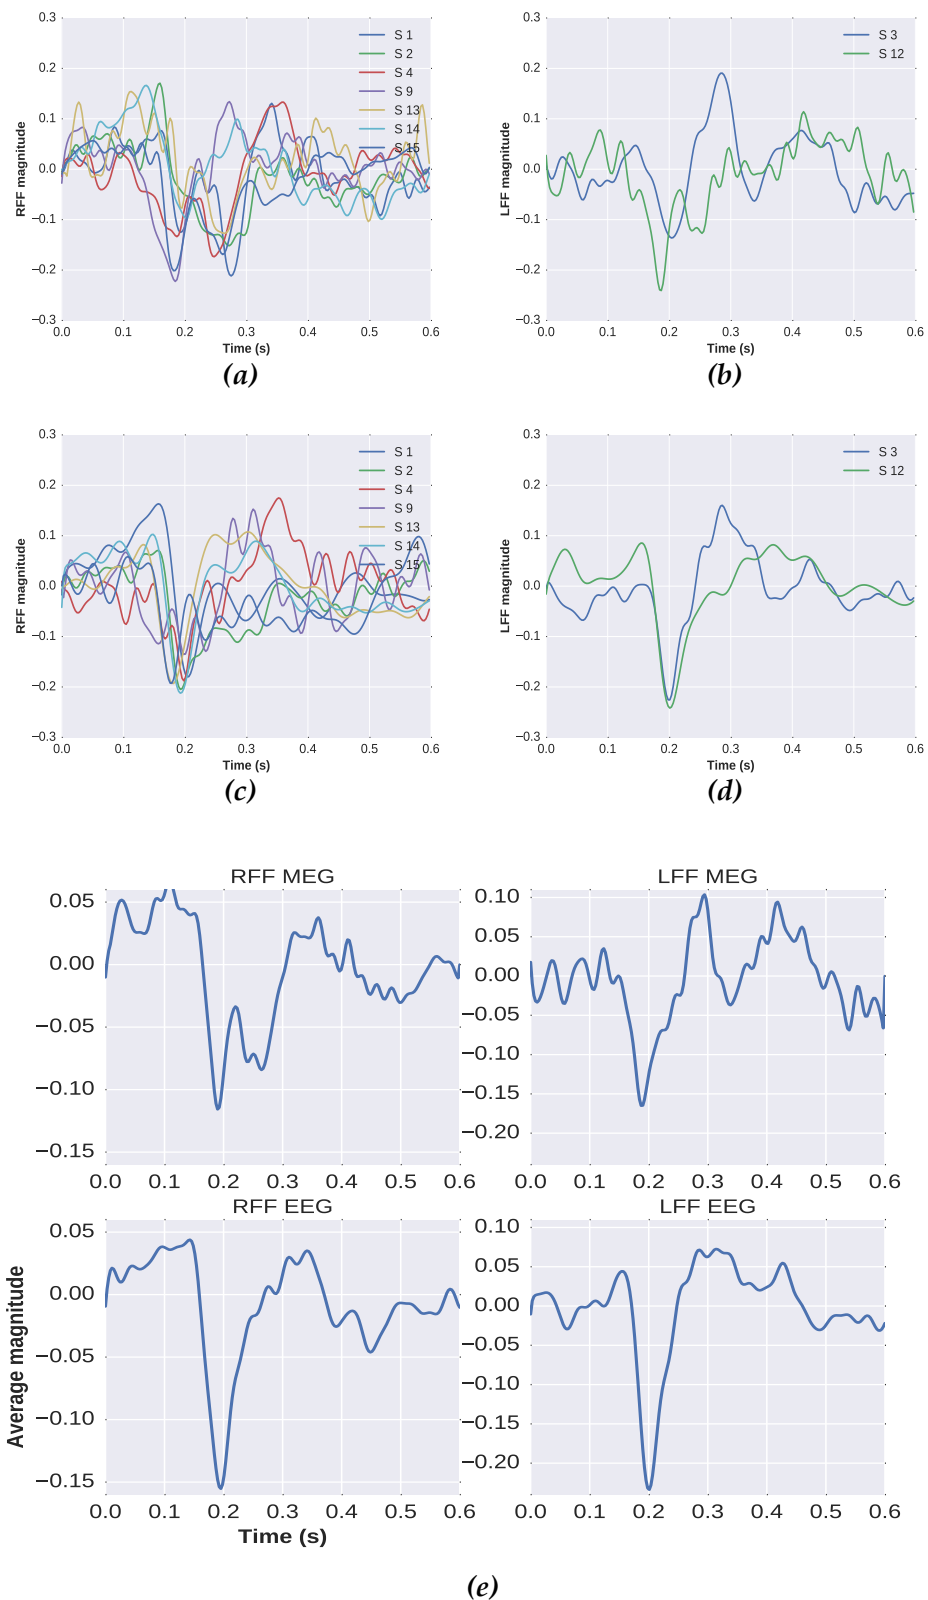 0.3
0.2
0.1
0.0
−0.1
−0.2
−0.3
RFF magnitude
S 1
S 2
S 4
S 9
S 13
S 14
S 15
0.0 0.1 0.2 0.3 0.4 0.5 0.6
Time (s)
(a)
0.3
0.2
0.1
0.0
−0.1
−0.2
−0.3
LFF magnitude
S 3
S 12
0.0 0.1 0.2 0.3 0.4 0.5 0.6
Time (s)
(b)
0.3
0.2
0.1
0.0
−0.1
−0.2
−0.3
RFF magnitude
S 1
S 2
S 4
S 9
S 13
S 14
S 15
0.0 0.1 0.2 0.3 0.4 0.5 0.6
Time (s)
(c)
0.3
0.2
0.1
0.0
−0.1
−0.2
−0.3
LFF magnitude
S 3
S 12
0.0 0.1 0.2 0.3 0.4 0.5 0.6
Time (s)
(d)
RFF MEG
0.05
0.00
−0.05
−0.10
−0.15
0.0 0.1 0.2 0.3 0.4 0.5 0.6
LFF MEG
0.10
0.05
0.00
−0.05
−0.10
−0.15
−0.20
0.0 0.1 0.2 0.3 0.4 0.5 0.6
RFF EEG
0.05
0.00
−0.05
−0.10
−0.15
Average magnitude
0.0 0.1 0.2 0.3 0.4 0.5 0.6
Time (s)
LFF EEG
0.10
0.05
0.00
−0.05
−0.10
−0.15
−0.20
0.0 0.1 0.2 0.3 0.4 0.5 0.6
(e)